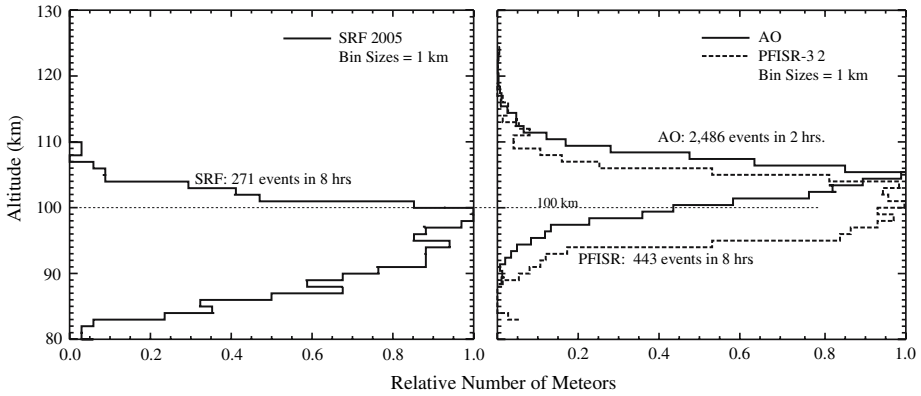 130
120
110
100
90
80
Altitude (km)
SRF 2005
Bin Sizes = 1 km
SRF: 271 events in 8 hrs
0.0
0.2
0.4
0.6
0.8
1.0
AO
PFISR-3 2
Bin Sizes = 1 km
AO: 2,486 events in 2 hrs.
100 km
PFISR: 443 events in 8 hrs
0.2
0.4
0.6
0.8
1.0
Relative Number of Meteors